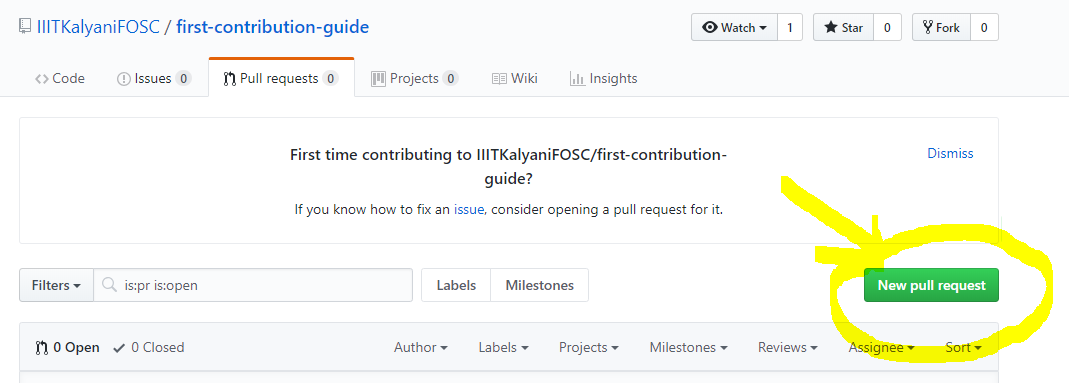 IIITKalyaniFOSC / first-contribution-guide Watch 1 Star 0 Fork 0
Code Issues 0 Pull requests 0 Projects 0 Wiki Insights
First time contributing to IIITKalyaniFOSC/first-contribution- Dismiss
guide?
If you know how to fix an issue, consider opening a pull request for it.
Filters is:pr is:open Labels Milestones New pull request
0 Open 0 Closed Author Labels Projects Milestones Reviews Assignee Sort